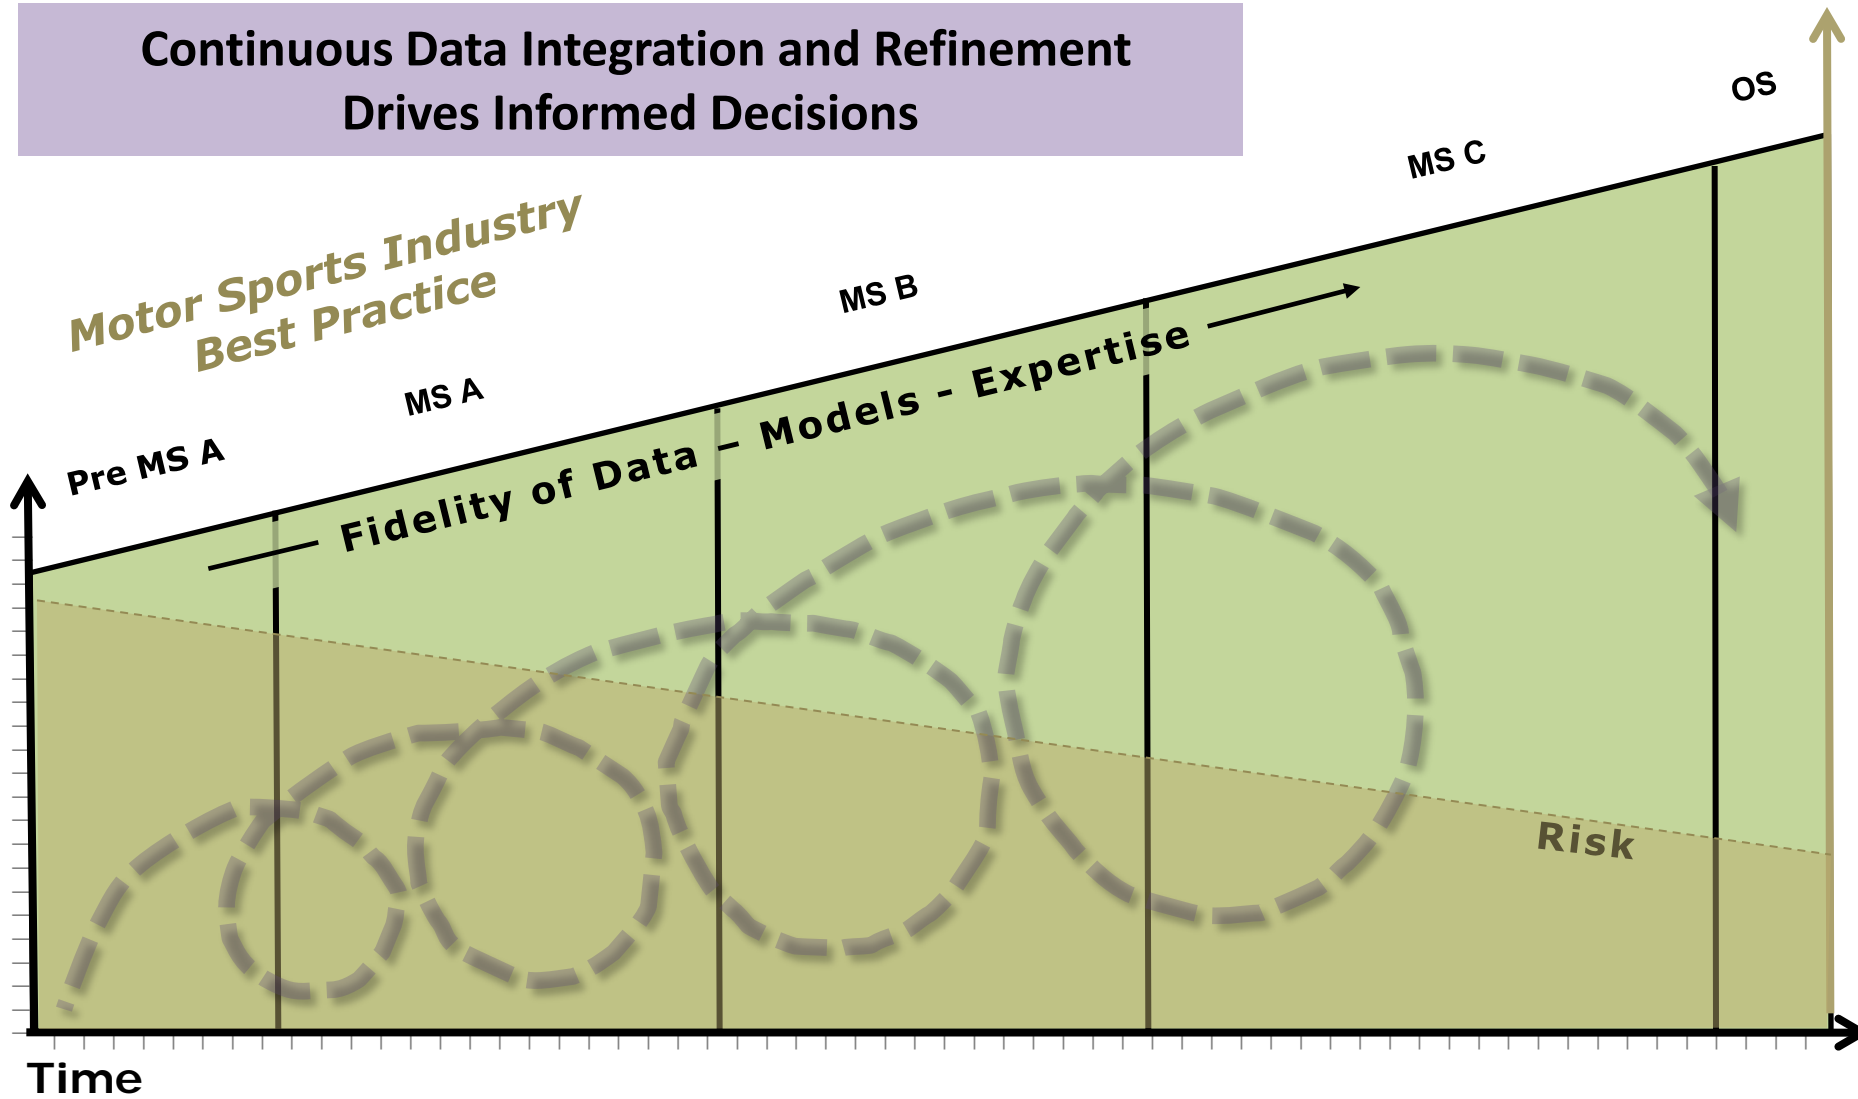 Continuous Data Integration and Refinement
Drives Informed Decisions
Motor Sports Industry
Best Practice
Pre MS A
MS A
MS B
MS C
OS
Fidelity of Data – Models - Expertise
Risk
Time